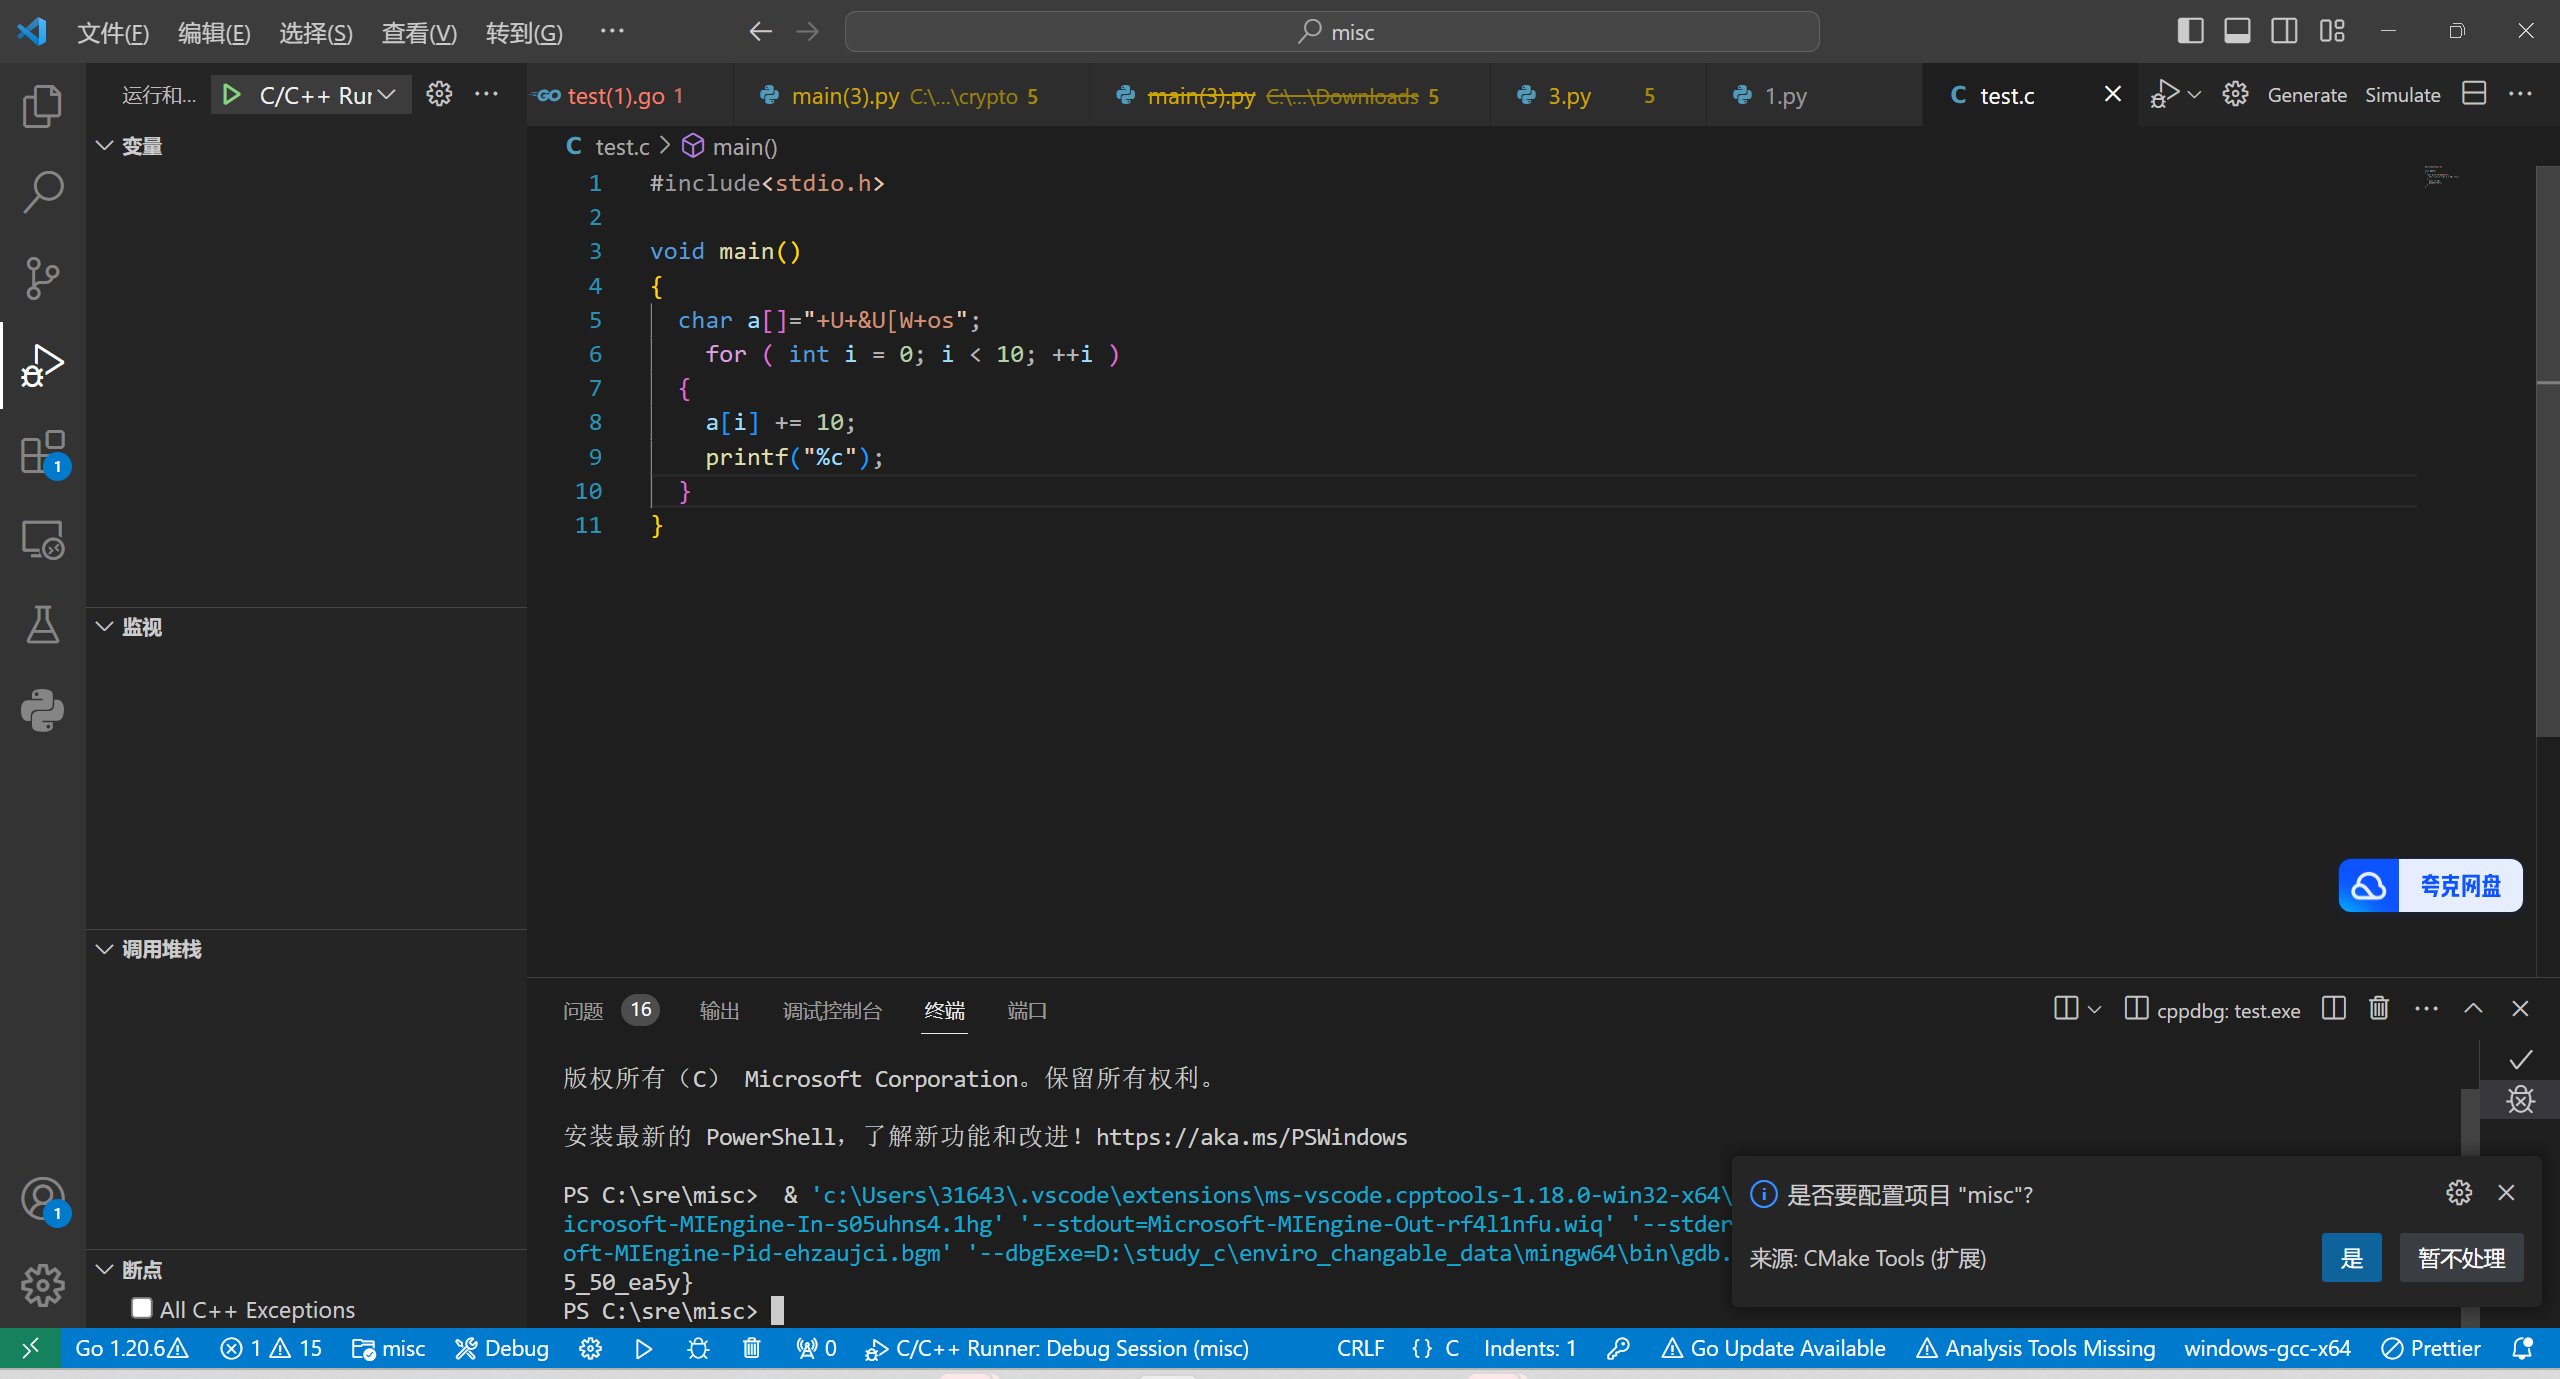 文件(F) 编辑(E) 选择(S) 查看(V) 转到(G) ··· misc
运行和... C/C++ Rur
test(1).go 1 main(3).py C:\...\crypto 5 main(3).py C:\...\Downloads 5 3.py 5 1.py test.c Generate Simulate
变量
test.c > main()
1 #include<stdio.h>
2
3 void main()
4 {
5 char a[]="+U+&U[W+os";
6 for ( int i = 0; i < 10; ++i )
7 {
8 a[i] += 10;
9 printf("%c");
10 }
11 }
监视
夸克网盘
调用堆栈
问题 16 输出 调试控制台 终端 端口 cppdbg: test.exe
版权所有（C） Microsoft Corporation。保留所有权利。
安装最新的 PowerShell，了解新功能和改进！https://aka.ms/PSWindows
PS C:\sre\misc>  & 'c:\Users\31643\.vscode\extensions\ms-vscode.cpptools-1.18.0-win32-x64\
icrosoft-MIEngine-In-s05uhns4.1hg' '--stdout=Microsoft-MIEngine-Out-rf4l1nfu.wiq' '--stder
oft-MIEngine-Pid-ehzaujci.bgm' '--dbgExe=D:\study_c\enviro_changable_data\mingw64\bin\gdb.
5_50_ea5y}
PS C:\sre\misc>
是否要配置项目 "misc"?
来源: CMake Tools (扩展) 是 暂不处理
断点
All C++ Exceptions
1
1
Go 1.20.6 1 15 misc Debug 0 C/C++ Runner: Debug Session (misc) CRLF {} C Indents: 1 Go Update Available Analysis Tools Missing windows-gcc-x64 Prettier